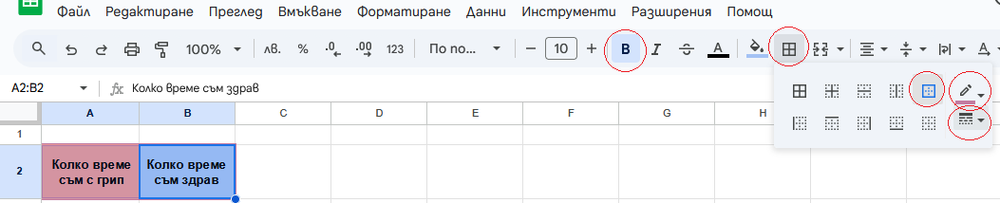 Файл Редактиране Преглед Вмъкване Форматиране Данни Инструменти Разширения Помощ
100% лв. % .0 .00 123 По по... − 10 + B I S A A
A2:B2 fx Колко време съм здрав
A B C D E F G H
1
2 Колко време съм с грип Колко време съм здрав